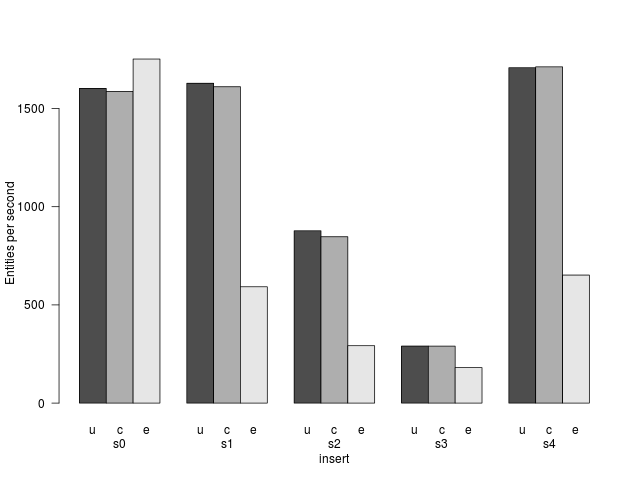 1500
1000
500
0
Entities per second
u c e u c e u c e u c e u c e
s0 s1 s2 s3 s4
insert